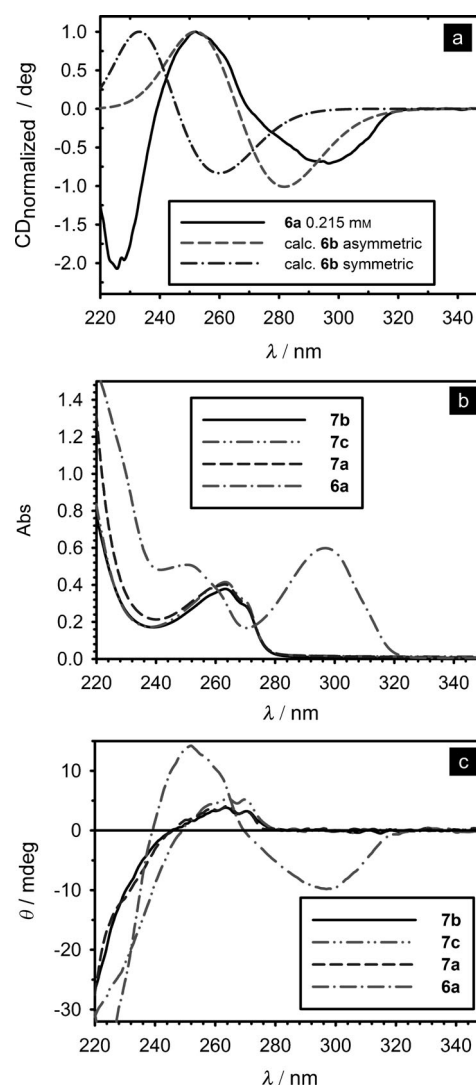 a
1.0
0.5
0.0
-0.5
-1.0
-1.5
-2.0
CDnormalized / deg
6a 0.215 mM
calc. 6b asymmetric
calc. 6b symmetric
220 240 260 280 300 320 340
λ / nm
b
1.4
1.2
1.0
0.8
0.6
0.4
0.2
0.0
Abs
7b
7c
7a
6a
220 240 260 280 300 320 340
λ / nm
c
10
0
-10
-20
-30
θ / mdeg
7b
7c
7a
6a
220 240 260 280 300 320 340
λ / nm